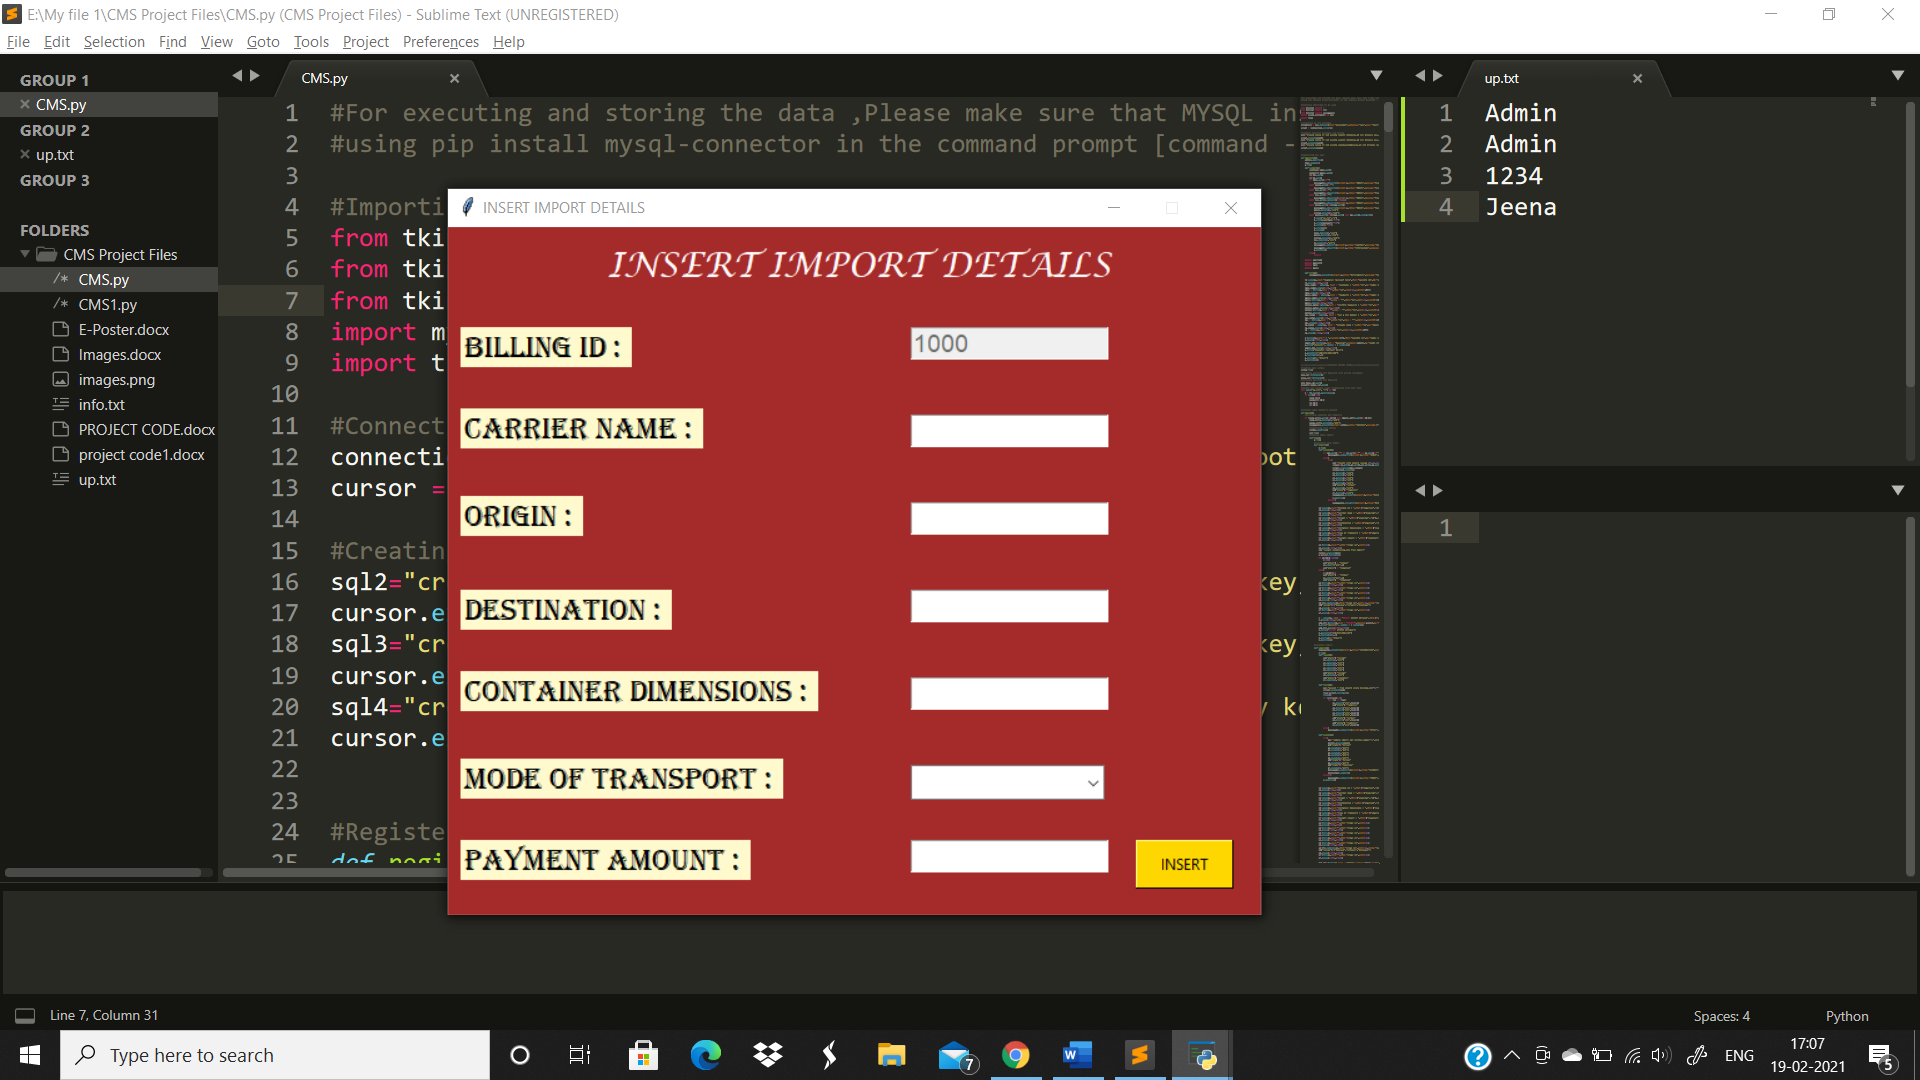 E:\My file 1\CMS Project Files\CMS.py (CMS Project Files) - Sublime Text (UNREGISTERED)
File Edit Selection Find View Goto Tools Project Preferences Help
GROUP 1
CMS.py
GROUP 2
up.txt
GROUP 3
FOLDERS
CMS Project Files
CMS.py
CMS1.py
E-Poster.docx
Images.docx
images.png
info.txt
PROJECT CODE.docx
project code1.docx
up.txt
CMS.py
1 #For executing and storing the data ,Please make sure that MYSQL in
2 #using pip install mysql-connector in the command prompt [command -
3
4 #Importi
5 from tki
6 from tki
7 from tki
8 import m
9 import t
10
11 #Connect
12 connecti oot
13 cursor =
14
15 #Creatin
16 sql2="cr key
17 cursor.e
18 sql3="cr key
19 cursor.e
20 sql4="cr y ke
21 cursor.e
22
23
24 #Registe
25 def regi
INSERT IMPORT DETAILS
INSERT IMPORT DETAILS
BILLING ID : 1000
CARRIER NAME :
ORIGIN :
DESTINATION :
CONTAINER DIMENSIONS :
MODE OF TRANSPORT :
PAYMENT AMOUNT : INSERT
up.txt
1 Admin
2 Admin
3 1234
4 Jeena
1
Line 7, Column 31 Spaces: 4 Python
Type here to search
7
ENG
17:07
19-02-2021
5